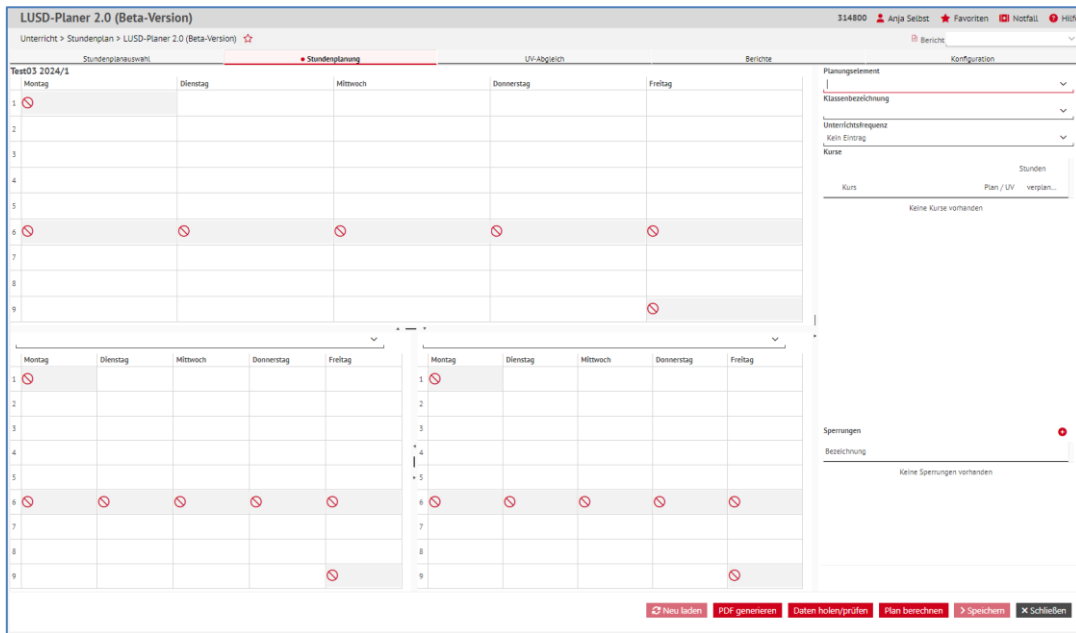 LUSD-Planer 2.0 (Beta-Version)
314800 Anja Selbst Favoriten Notfall Hilfe
Unterricht > Stundenplan > LUSD-Planer 2.0 (Beta-Version)
Bericht
Stundenplanauswahl Stundenplanung UV-Abgleich Berichte Konfiguration
Test03 2024/1
Montag Dienstag Mittwoch Donnerstag Freitag
1
2
3
4
5
6
7
8
9
Montag Dienstag Mittwoch Donnerstag Freitag
1
2
3
4
5
6
7
8
9
Montag Dienstag Mittwoch Donnerstag Freitag
1
2
3
4
5
6
7
8
9
Planungselement
Klassenbezeichnung
Unterrichtsfrequenz
Kein Eintrag
Kurse
Stunden
Kurs Plan / UV verplan...
Keine Kurse vorhanden
Sperrungen
Bezeichnung
Keine Sperrungen vorhanden
Neu laden PDF generieren Daten holen/prüfen Plan berechnen > Speichern Schließen